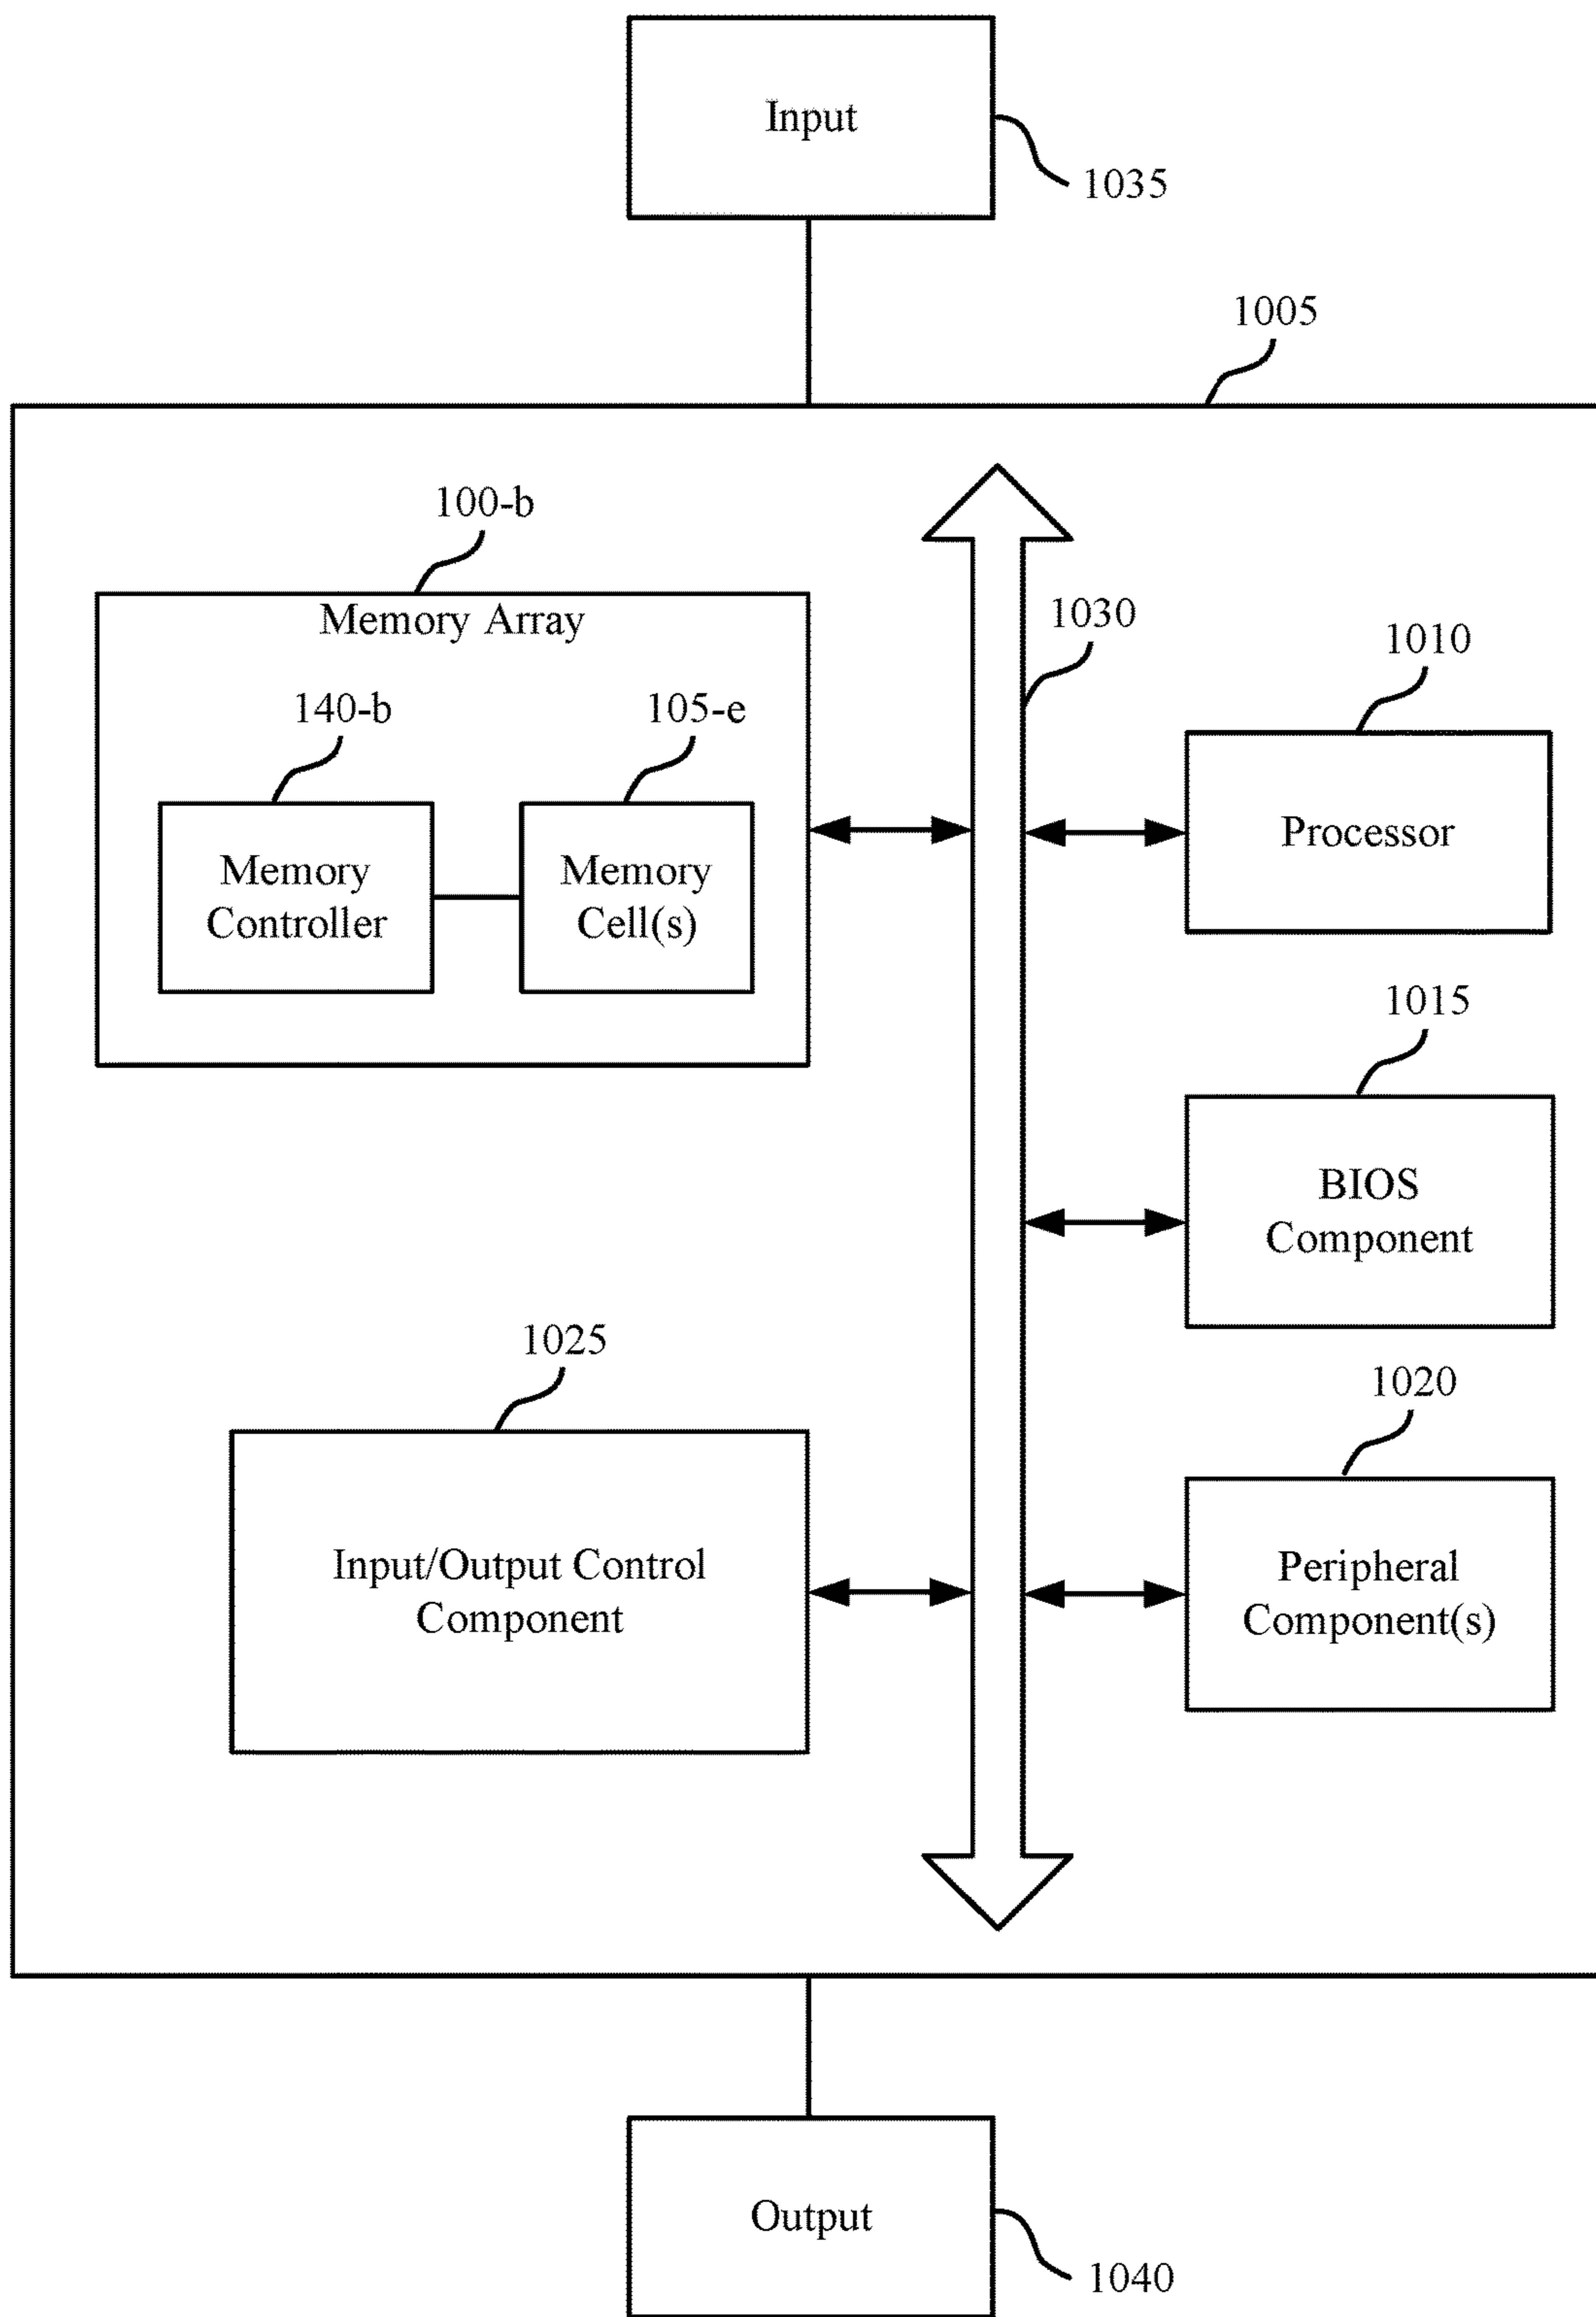 Input
1035
1005
100-b
Memory Array
1030
1010
140-b
105-e
Processor
Memory
Controller
Memory
Cell(s)
1015
BIOS
Component
1025
1020
Input/Output Control
Component
Peripheral
Component(s)
Output
1040